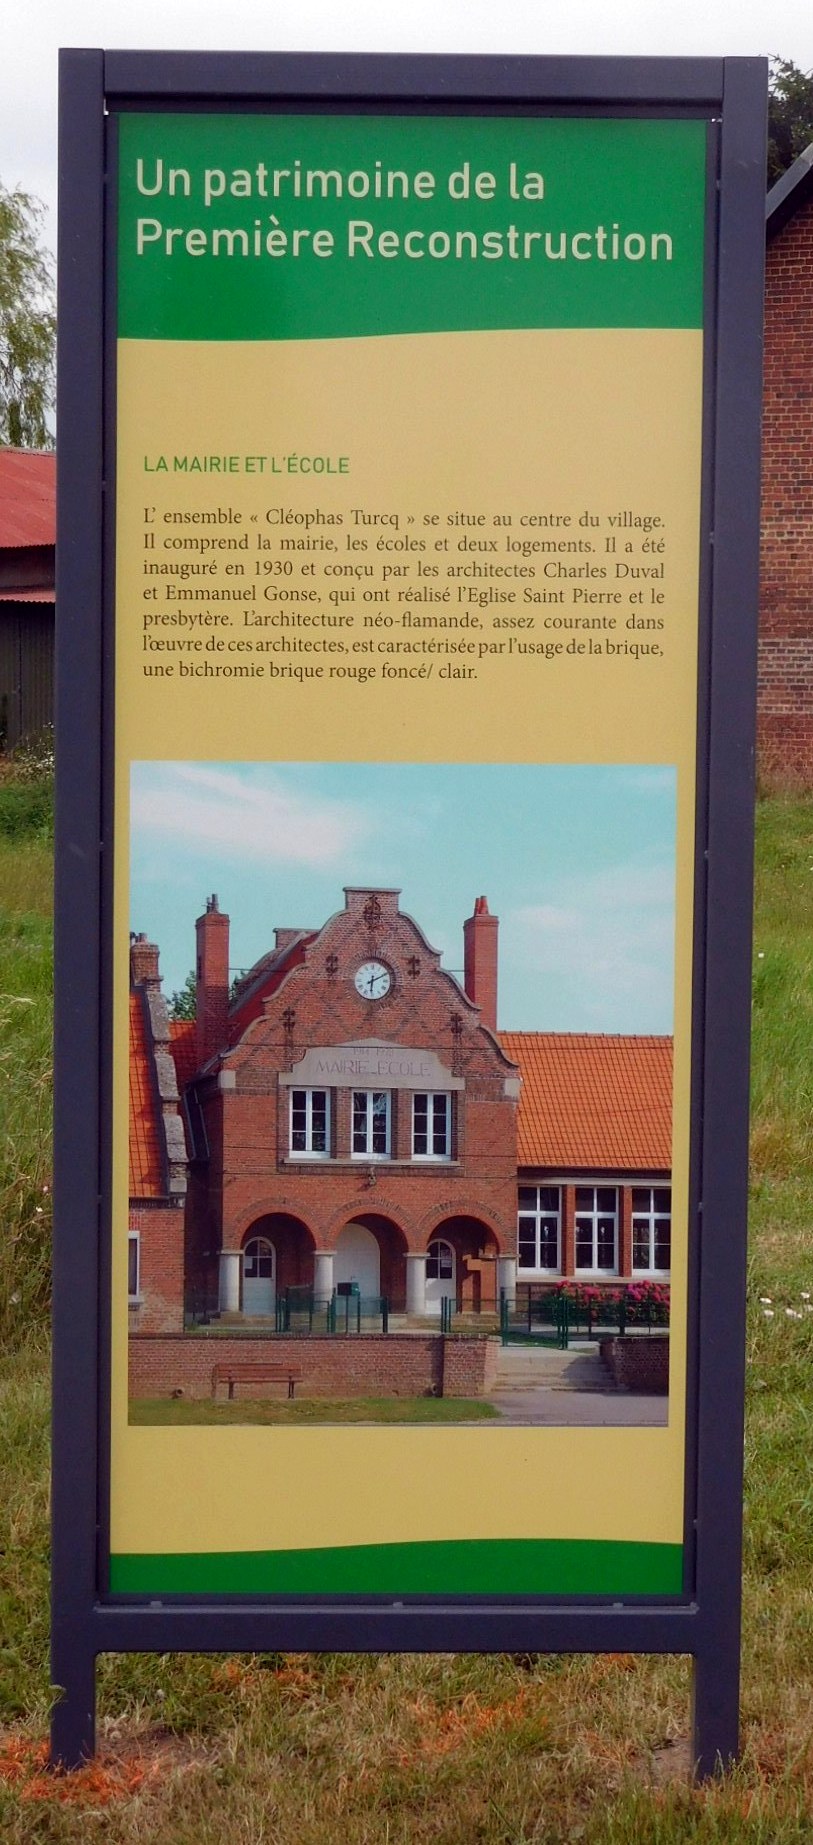 Un patrimoine de la
Première Reconstruction
LA MAIRIE ET L'ÉCOLE
L' ensemble « Cléophas Turcq » se situe au centre du village.
Il comprend la mairie, les écoles et deux logements. Il a été
inauguré en 1930 et conçu par les architectes Charles Duval
et Emmanuel Gonse, qui ont réalisé l'Eglise Saint Pierre et le
presbytère. L'architecture néo-flamande, assez courante dans
l'œuvre de ces architectes, est caractérisée par l'usage de la brique,
une bichromie brique rouge foncé/ clair.
MAIRIE_ECOLE